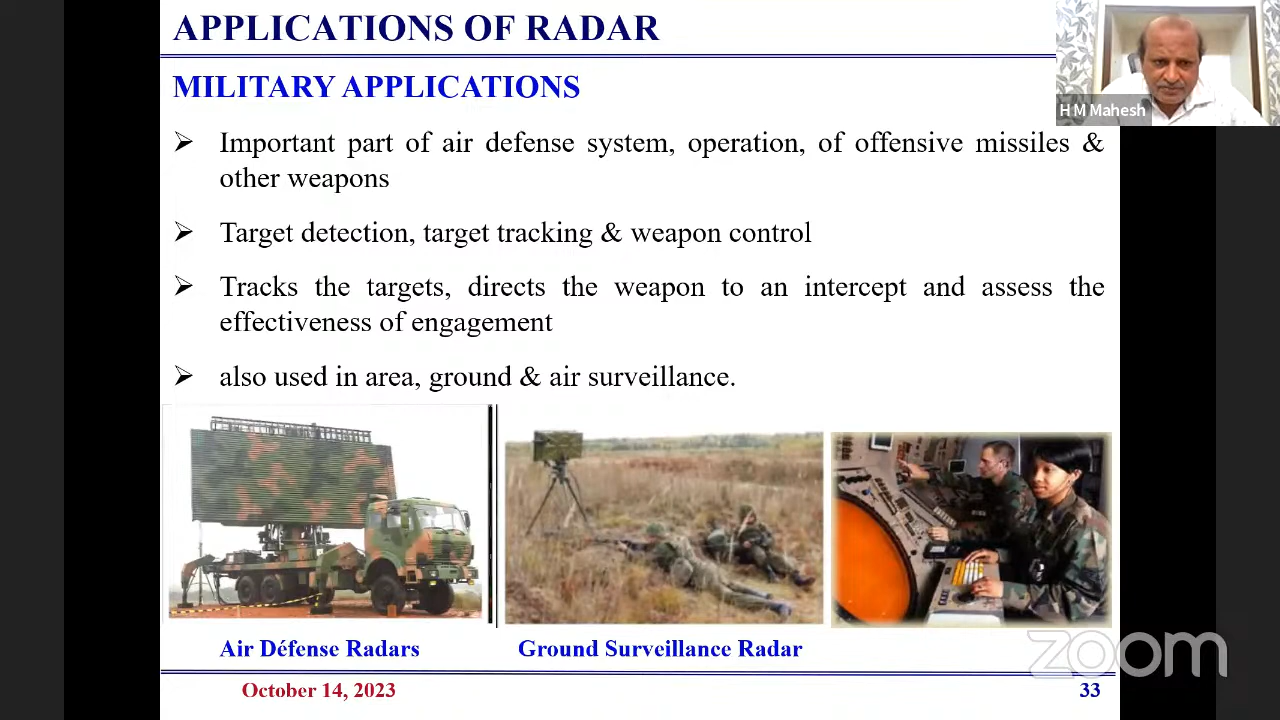 APPLICATIONS OF RADAR
H M Mahesh
MILITARY APPLICATIONS
➢ Important part of air defense system, operation, of offensive missiles &
other weapons
➢ Target detection, target tracking & weapon control
➢ Tracks the targets, directs the weapon to an intercept and assess the
effectiveness of engagement
➢ also used in area, ground & air surveillance.
Air Défense Radars
Ground Surveillance Radar
zoom
October 14, 2023
33